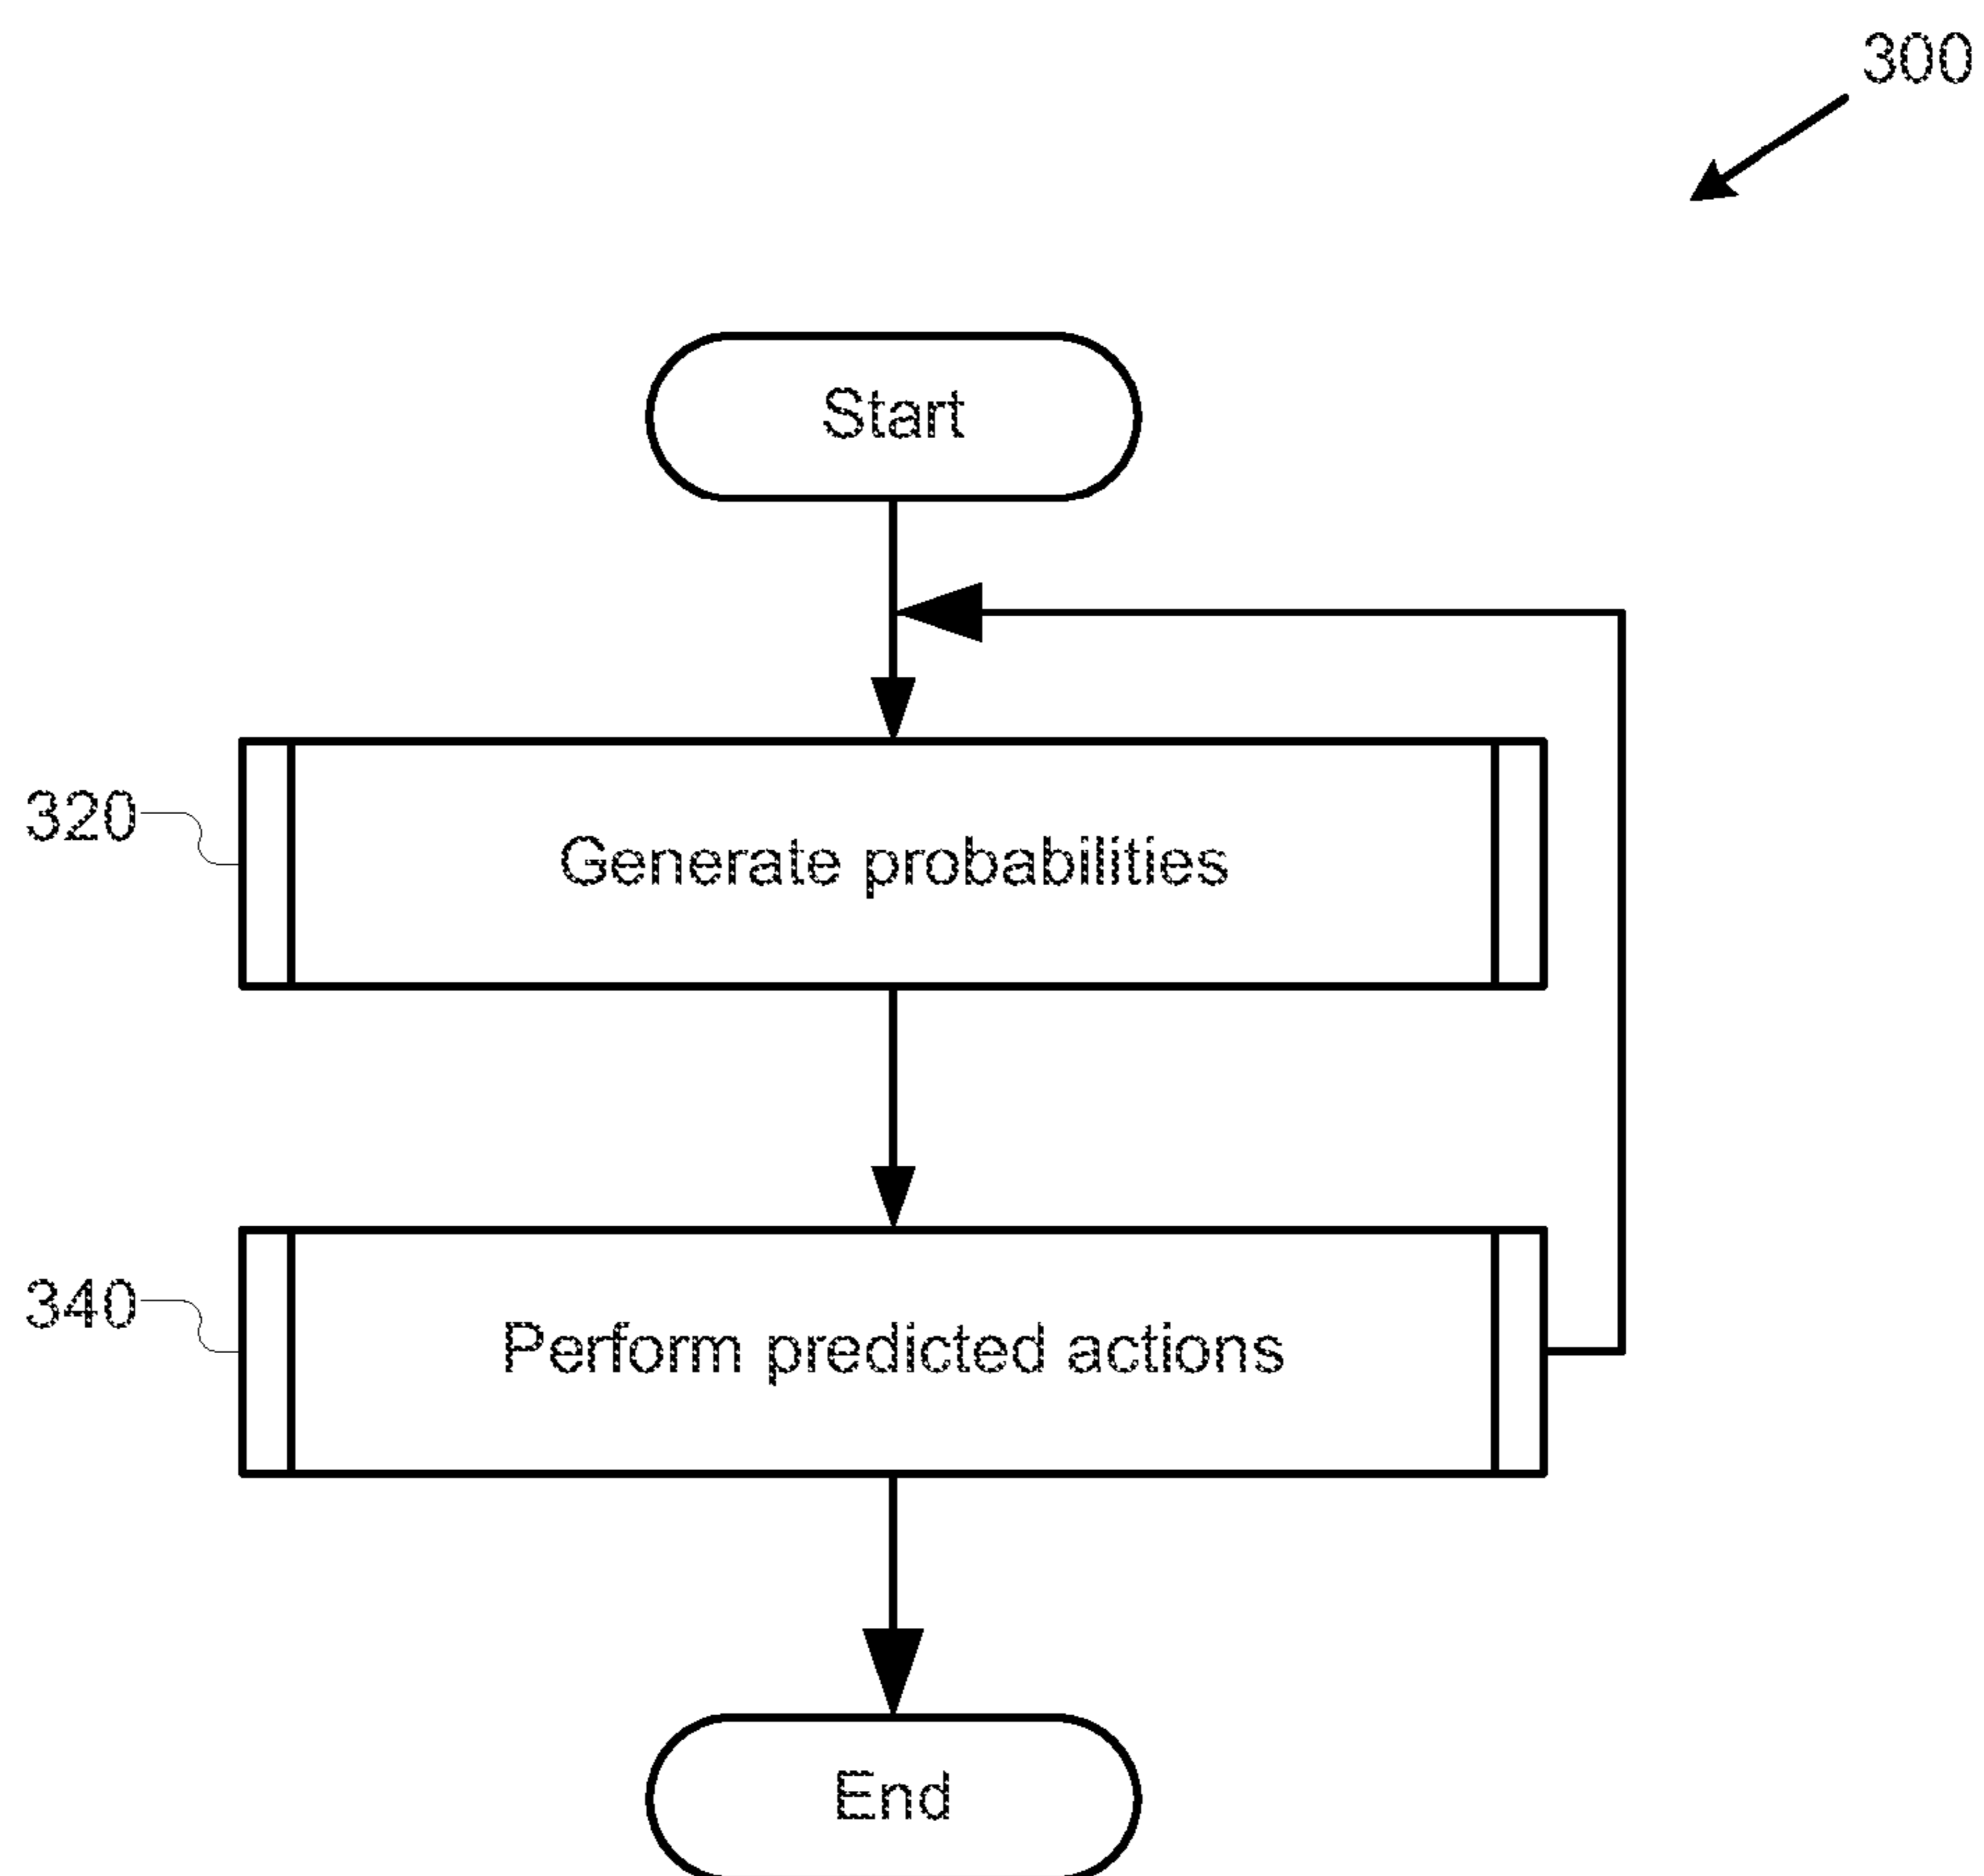 300
Start
320
Generate probabilities
340
Perform predicted actions
End